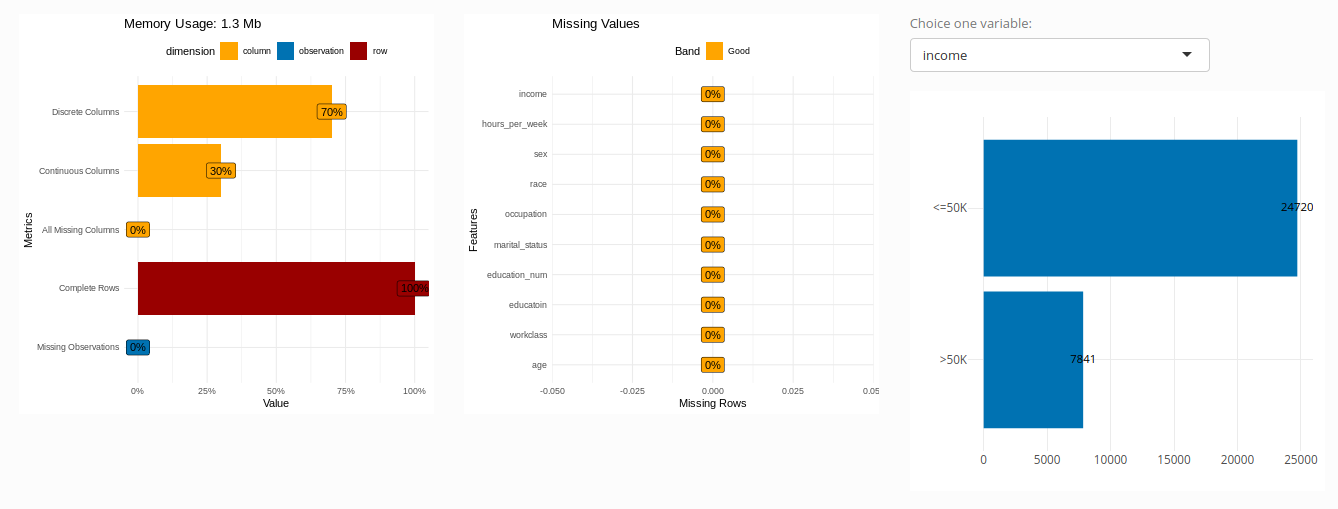 Memory Usage: 1.3 Mb
dimension column observation row
Metrics
Discrete Columns 70%
Continuous Columns 30%
All Missing Columns 0%
Complete Rows 100%
Missing Observations 0%
0% 25% 50% 75% 100%
Value
Missing Values
Band Good
Features
income 0%
hours_per_week 0%
sex 0%
race 0%
occupation 0%
marital_status 0%
education_num 0%
educatoin 0%
workclass 0%
age 0%
-0.050 -0.025 0.000 0.025 0.05
Missing Rows
Choice one variable:
income
<=50K 24720
>50K 7841
0 5000 10000 15000 20000 25000